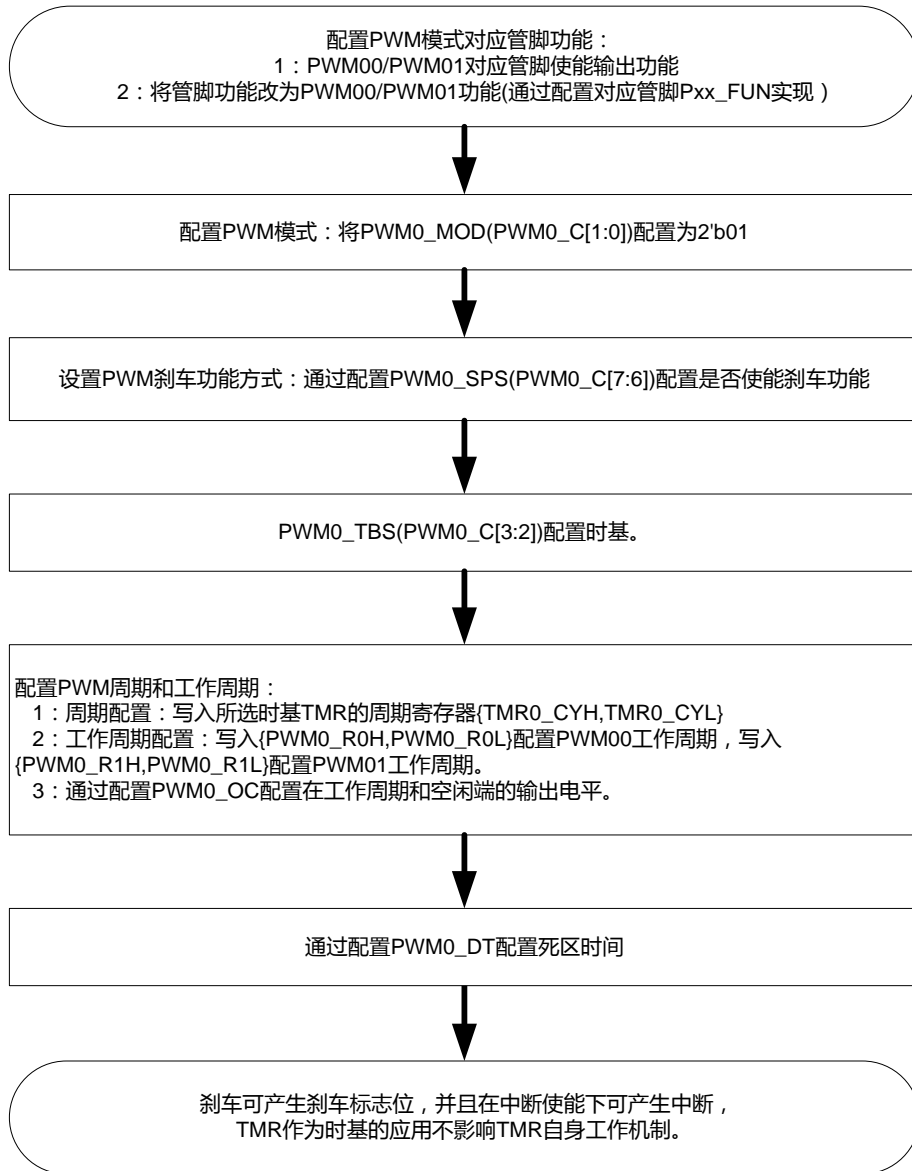 配置PWM模式对应管脚功能：
1：PWM00/PWM01对应管脚使能输出功能
2：将管脚功能改为PWM00/PWM01功能(通过配置对应管脚Pxx_FUN实现）
配置PWM模式：将PWM0_MOD(PWM0_C[1:0])配置为2'b01
设置PWM刹车功能方式：通过配置PWM0_SPS(PWM0_C[7:6])配置是否使能刹车功能
PWM0_TBS(PWM0_C[3:2])配置时基。
配置PWM周期和工作周期：
1：周期配置：写入所选时基TMR的周期寄存器{TMR0_CYH,TMR0_CYL}
2：工作周期配置：写入{PWM0_R0H,PWM0_R0L}配置PWM00工作周期，写入
{PWM0_R1H,PWM0_R1L}配置PWM01工作周期。
3：通过配置PWM0_OC配置在工作周期和空闲端的输出电平。
通过配置PWM0_DT配置死区时间
刹车可产生刹车标志位，并且在中断使能下可产生中断，
TMR作为时基的应用不影响TMR自身工作机制。